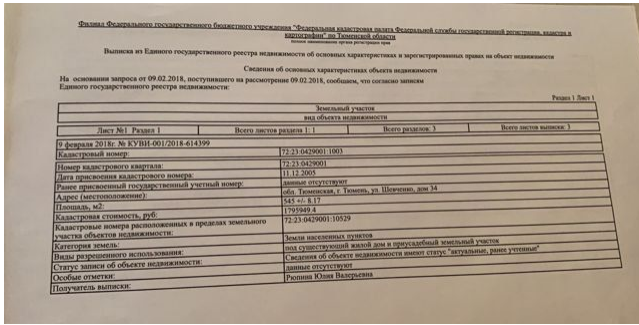 Филиал Федерального государственного бюджетного учреждения "Федеральная кадастровая палата Федеральной службы государственной регистрации, кадастра и
картографии" по Тюменской области
полное наименование органа регистрации прав
Выписка из Единого государственного реестра недвижимости об основных характеристиках и зарегистрированных правах на объект недвижимости
Сведения об основных характеристиках объекта недвижимости
На основании запроса от 09.02.2018, поступившего на рассмотрение 09.02.2018, сообщаем, что согласно записям
Единого государственного реестра недвижимости:
Раздел 1 Лист 1
Земельный участок
вид объекта недвижимости
Лист №1 Раздел 1 Всего листов раздела 1: 1 Всего разделов: 3 Всего листов выписки: 3
9 февраля 2018г. № КУВИ-001/2018-614399
Кадастровый номер: 72:23:0429001:1003
Номер кадастрового квартала: 72:23:0429001
Дата присвоения кадастрового номера: 11.12.2005
Ранее присвоенный государственный учетный номер: данные отсутствуют
Адрес (местоположение): обл. Тюменская, г. Тюмень, ул. Шевченко, дом 34
Площадь, м2: 545 +/- 8.17
Кадастровая стоимость, руб: 1795949.4
Кадастровые номера расположенных в пределах земельного 72:23:0429001:10529
участка объектов недвижимости:
Категория земель: Земли населенных пунктов
Виды разрешенного использования: под существующий жилой дом и приусадебный земельный участок
Статус записи об объекте недвижимости: Сведения об объекте недвижимости имеют статус "актуальные, ранее учтенные"
Особые отметки: данные отсутствуют
Получатель выписки: Рюпина Юлия Валерьевна